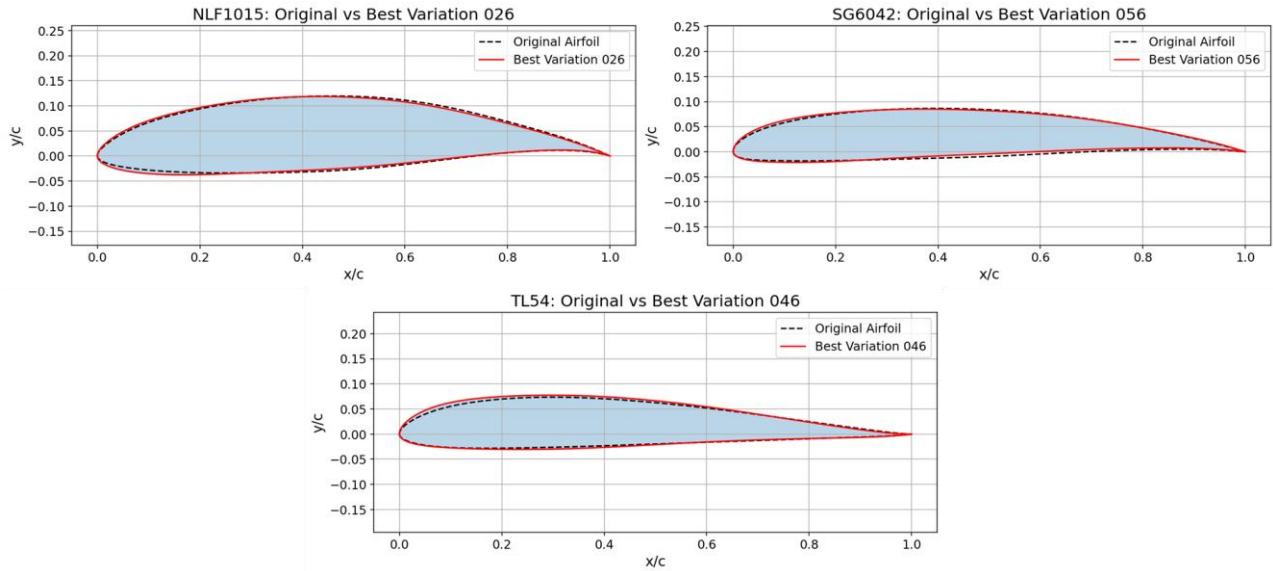 NLF1015: Original vs Best Variation 026
0.25
0.20
0.15
0.10
0.05
0.00
−0.05
−0.10
−0.15
y/c
Original Airfoil
Best Variation 026
0.0 0.2 0.4 0.6 0.8 1.0
x/c
SG6042: Original vs Best Variation 056
0.25
0.20
0.15
0.10
0.05
0.00
−0.05
−0.10
−0.15
y/c
Original Airfoil
Best Variation 056
0.0 0.2 0.4 0.6 0.8 1.0
x/c
TL54: Original vs Best Variation 046
0.20
0.15
0.10
0.05
0.00
−0.05
−0.10
−0.15
y/c
Original Airfoil
Best Variation 046
0.0 0.2 0.4 0.6 0.8 1.0
x/c